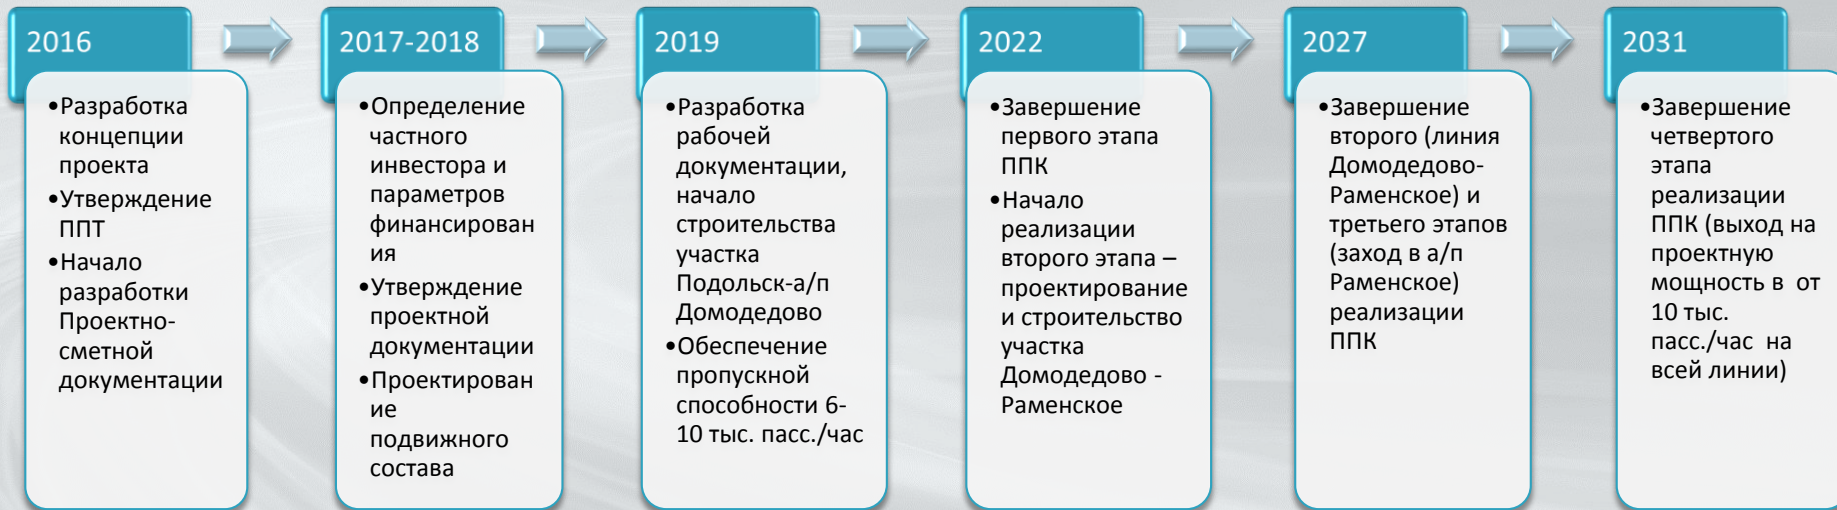 2016
•Разработка
концепции
проекта
•Утверждение
ППТ
•Начало
разработки
Проектно-
сметной
документации
2017-2018
•Определение
частного
инвестора и
параметров
финансирован
ия
•Утверждение
проектной
документации
•Проектирован
ие
подвижного
состава
2019
•Разработка
рабочей
документации,
начало
строительства
участка
Подольск-а/п
Домодедово
•Обеспечение
пропускной
способности 6-
10 тыс. пасс./час
2022
•Завершение
первого этапа
ППК
•Начало
реализации
второго этапа –
проектирование
и строительство
участка
Домодедово -
Раменское
2027
•Завершение
второго (линия
Домодедово-
Раменское) и
третьего этапов
(заход в а/п
Раменское)
реализации
ППК
2031
•Завершение
четвертого
этапа
реализации
ППК (выход на
проектную
мощность в от
10 тыс.
пасс./час на
всей линии)